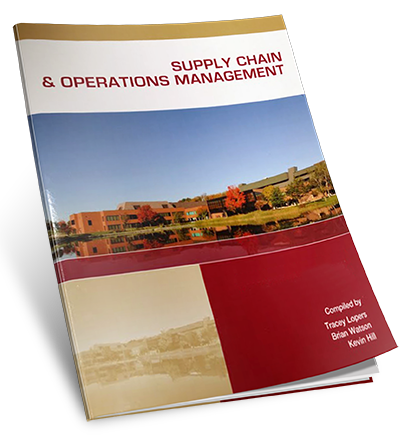 SUPPLY CHAIN
& OPERATIONS MANAGEMENT
Compiled by
Tracey Lopers
Brian Watson
Kevin Hill